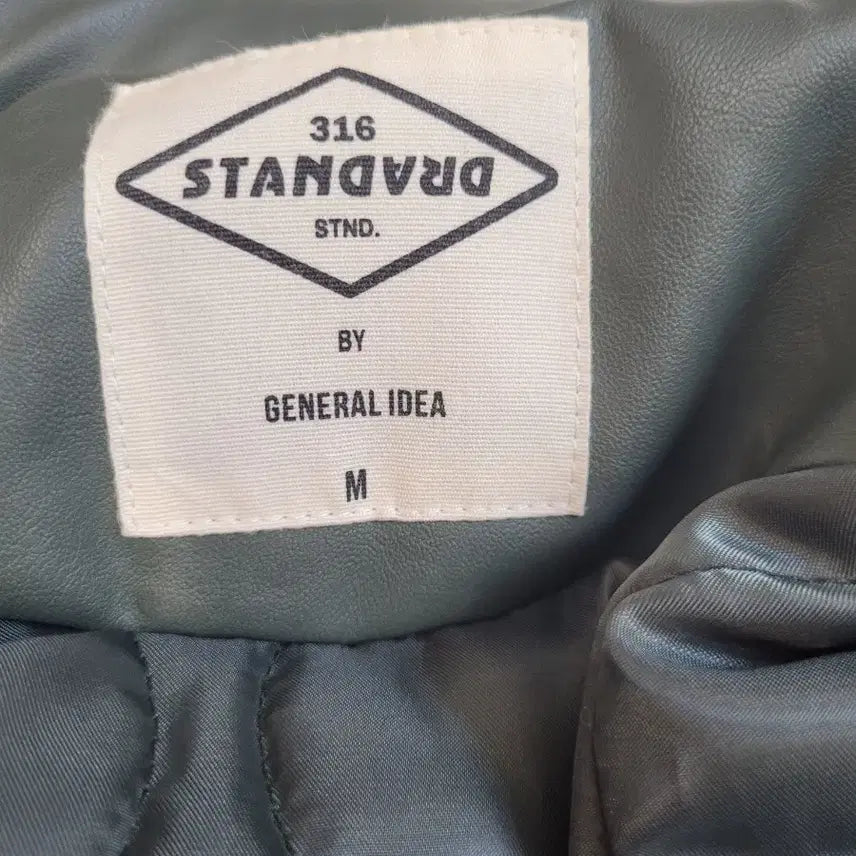 316
STANDARD
STND.
BY
GENERAL IDEA
M